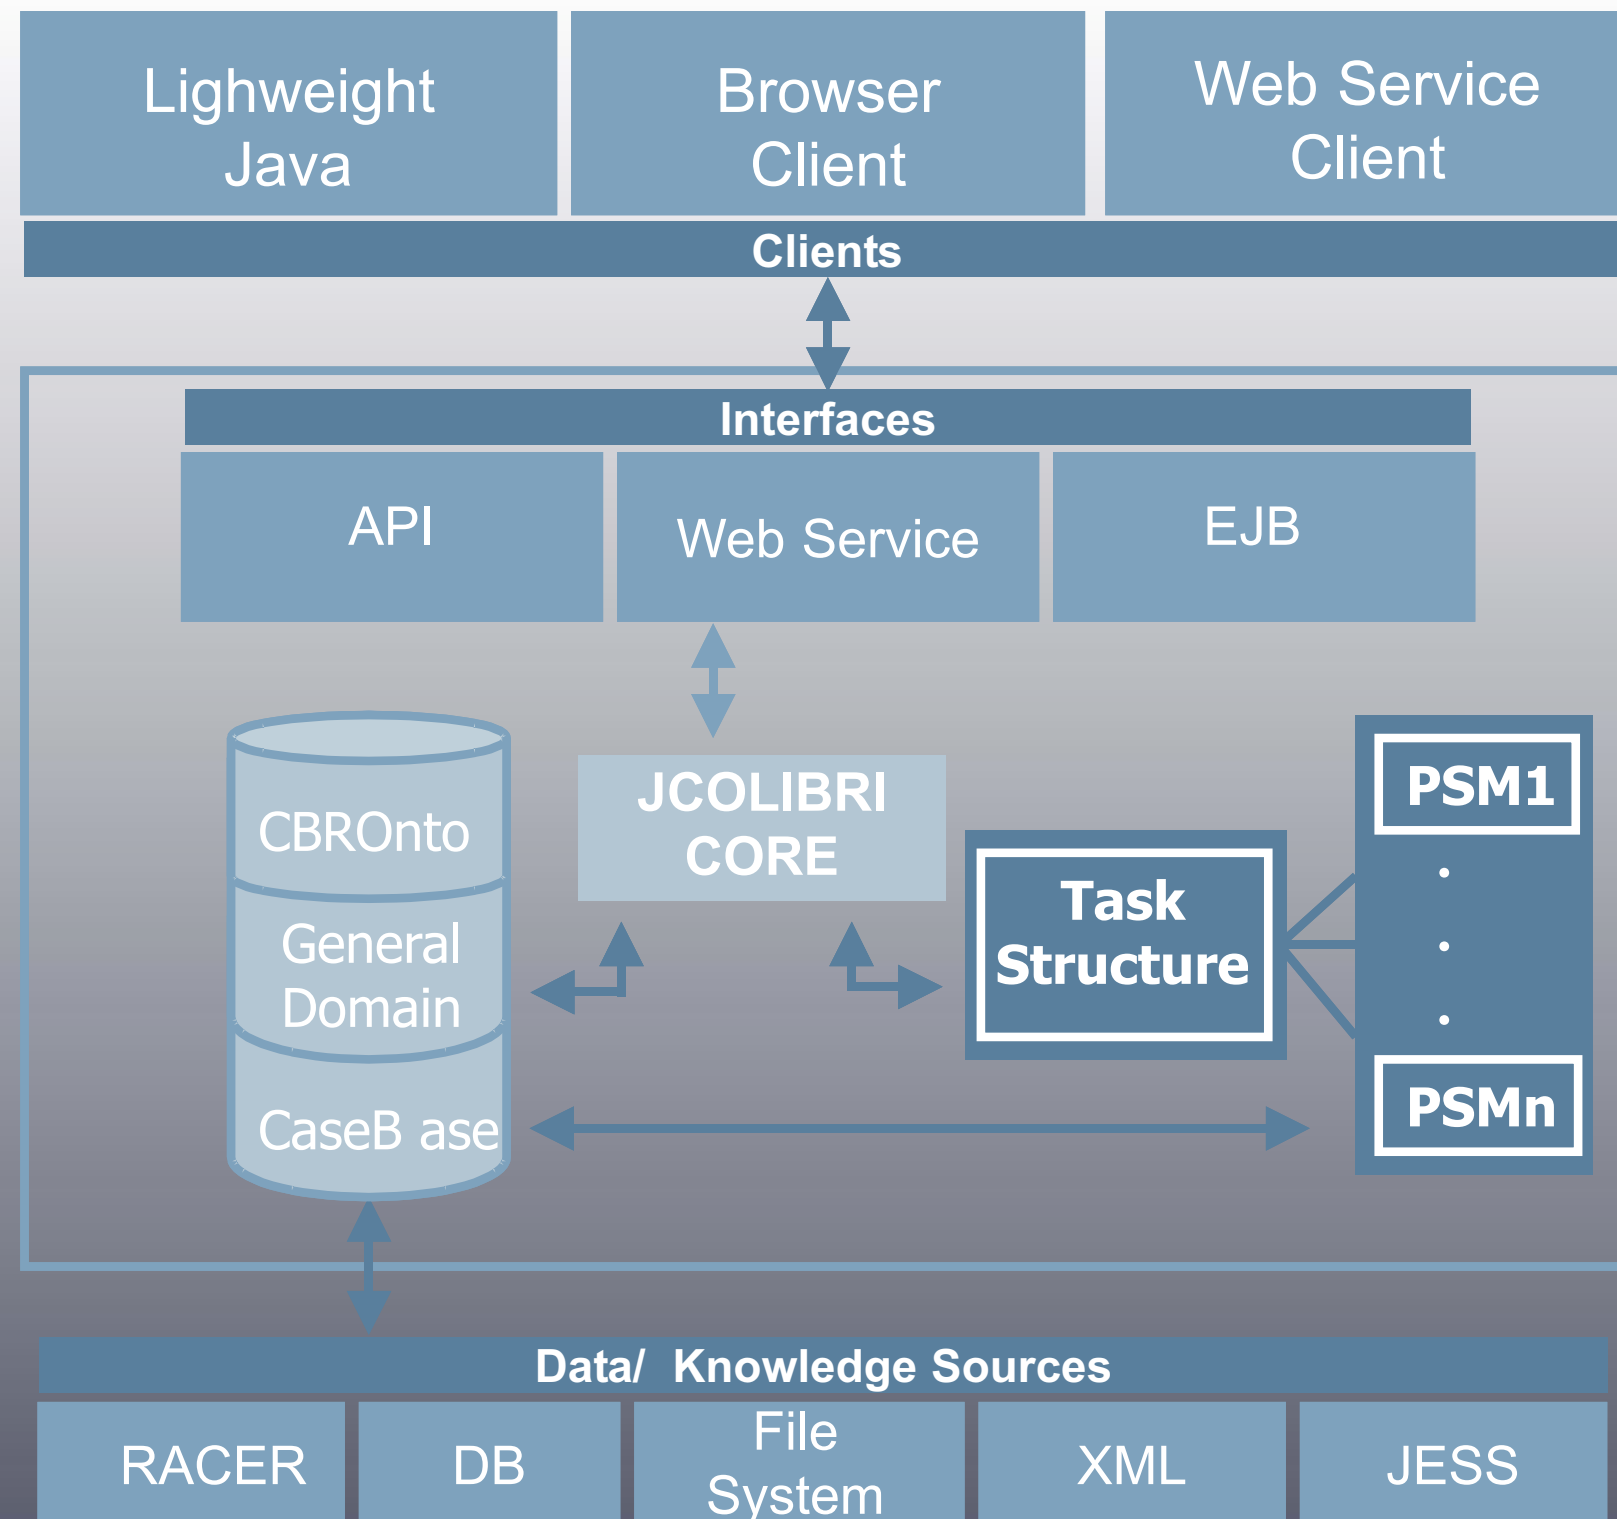 Lighweight
Java
Browser
Client
Web Service
Client
Clients
Interfaces
API
Web Service
EJB
CBROnto
General
Domain
CaseB ase
JCOLIBRI
CORE
Task
Structure
PSM1
.
.
.
PSMn
Data/ Knowledge Sources
RACER
DB
File
System
XML
JESS